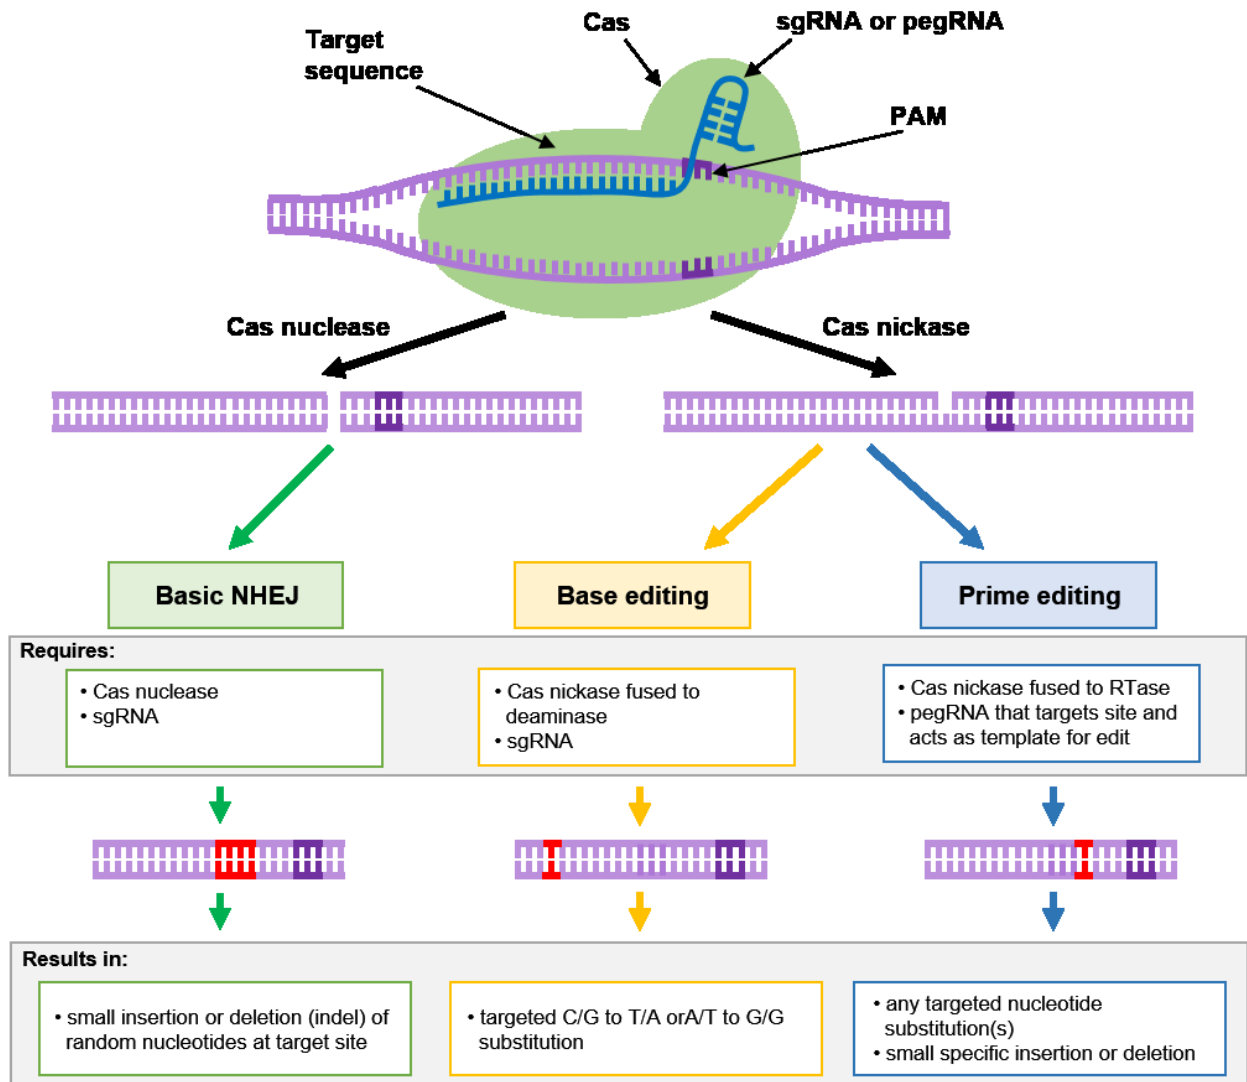 Cas
sgRNA or pegRNA
Target
sequence
PAM
Cas nuclease
Cas nickase
Basic NHEJ
Base editing
Prime editing
Requires:
• Cas nuclease
• sgRNA
• Cas nickase fused to
deaminase
• sgRNA
• Cas nickase fused to RTase
• pegRNA that targets site and
acts as template for edit
Results in:
• small insertion or deletion (indel) of
random nucleotides at target site
• targeted C/G to T/A orA/T to G/G
substitution
• any targeted nucleotide
substitution(s)
• small specific insertion or deletion